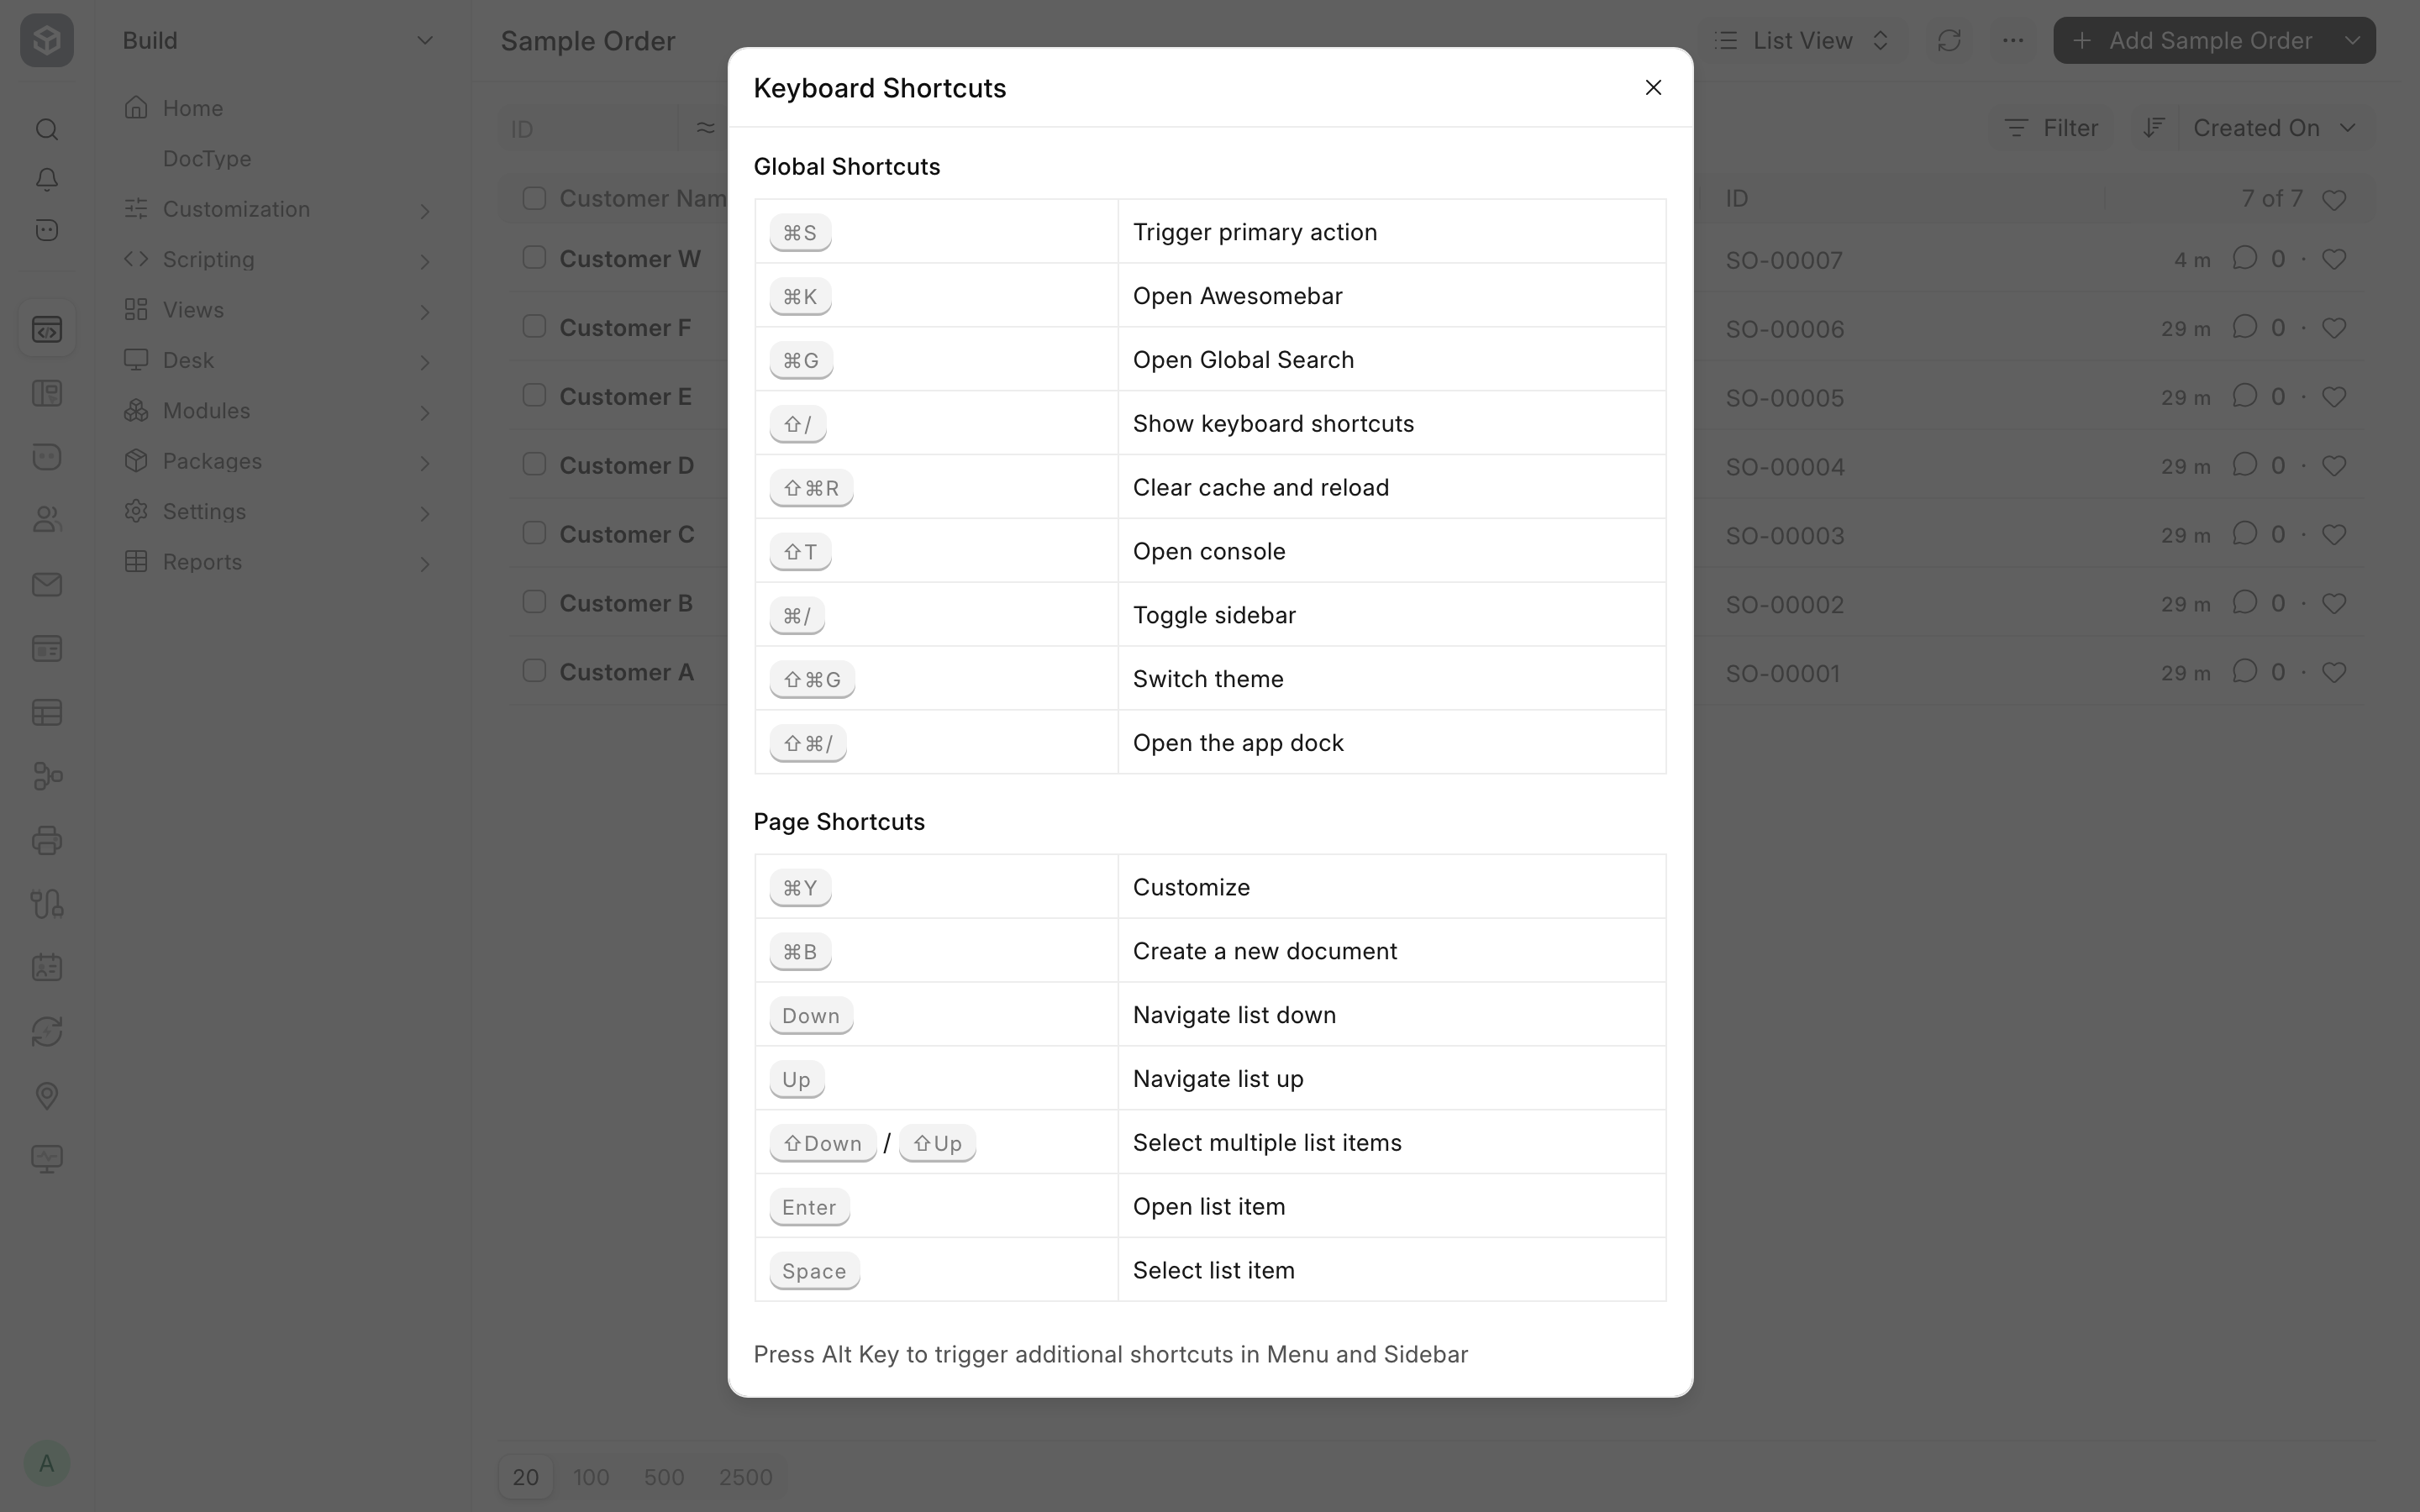 Build
Home
DocType
Customization
Scripting
Views
Desk
Modules
Packages
Settings
Reports
A
Sample Order
List View
Add Sample Order
ID
Filter
Created On
Customer Nam
ID
7 of 7
Customer W
SO-00007
4 m
0
Customer F
SO-00006
29 m
0
Customer E
SO-00005
29 m
0
Customer D
SO-00004
29 m
0
Customer C
SO-00003
29 m
0
Customer B
SO-00002
29 m
0
Customer A
SO-00001
29 m
0
20 100 500 2500
Keyboard Shortcuts
Global Shortcuts
⌘S Trigger primary action
⌘K Open Awesomebar
⌘G Open Global Search
⇧/ Show keyboard shortcuts
⇧⌘R Clear cache and reload
⇧T Open console
⌘/ Toggle sidebar
⇧⌘G Switch theme
⇧⌘/ Open the app dock
Page Shortcuts
⌘Y Customize
⌘B Create a new document
Down Navigate list down
Up Navigate list up
⇧Down / ⇧Up Select multiple list items
Enter Open list item
Space Select list item
Press Alt Key to trigger additional shortcuts in Menu and Sidebar